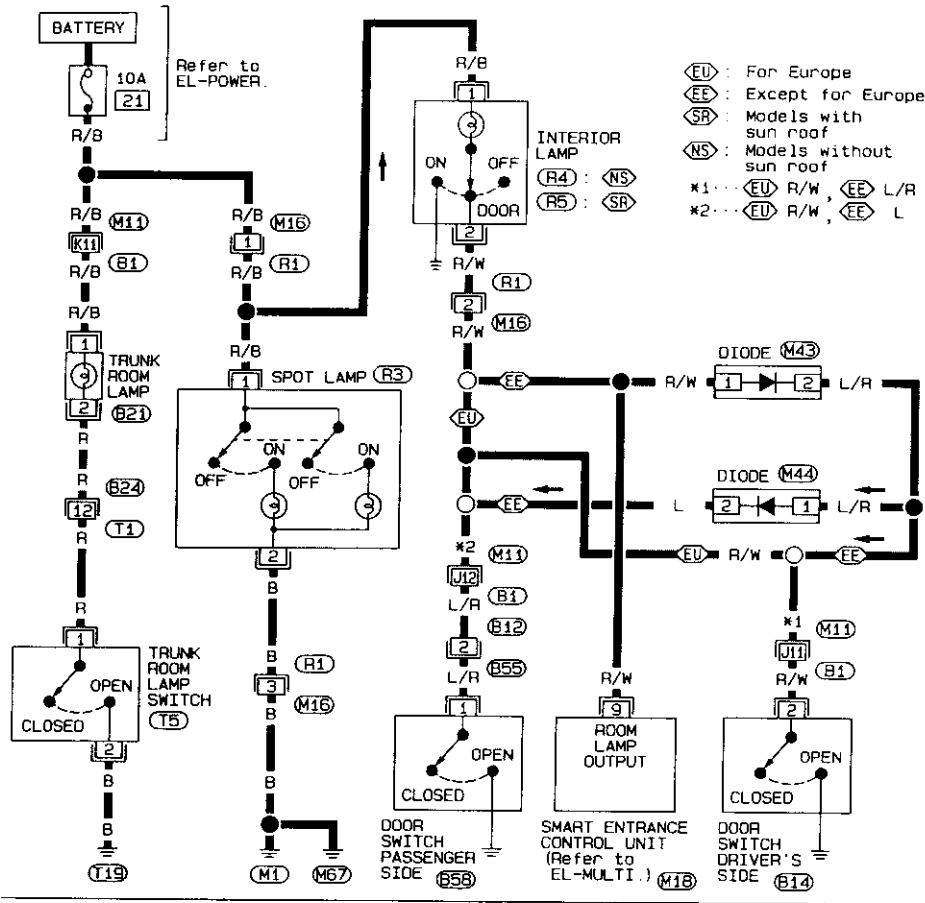 BATTERY
10A
21
Refer to
EL-POWER.
R/B
R/B
M11
K11
B1
R/B
R/B
1
TRUNK
ROOM
LAMP
2
B21
R
R
B24
12
T1
R
R
1
TRUNK
ROOM
LAMP
SWITCH
T5
OPEN
CLOSED
2
B
B
T19
R/B
M16
1
R/B
R1
R/B
1
SPOT LAMP R3
OFF
ON
OFF
ON
2
B
B
R1
3
M16
B
B
M1
M67
R/B
1
INTERIOR
LAMP
R4 : NS
R5 : SR
ON
OFF
DOOR
2
R/W
R1
2
M16
R/W
EE
EU
EE
*2
M11
J12
L/R
B1
B12
2
B55
L/R
1
OPEN
CLOSED
DOOR
SWITCH
PASSENGER
SIDE B58
EU : For Europe
EE : Except for Europe
SR : Models with
sun roof
NS : Models without
sun roof
*1··· EU R/W, EE L/R
*2··· EU R/W, EE L
DIODE M43
R/W
1
2
L/R
DIODE M44
L
2
1
L/R
EU
R/W
EE
*1
M11
J11
B1
R/W
2
OPEN
CLOSED
DOOR
SWITCH
DRIVER'S
SIDE B14
R/W
9
ROOM
LAMP
OUTPUT
SMART ENTRANCE
CONTROL UNIT
(Refer to
EL-MULTI.) M18